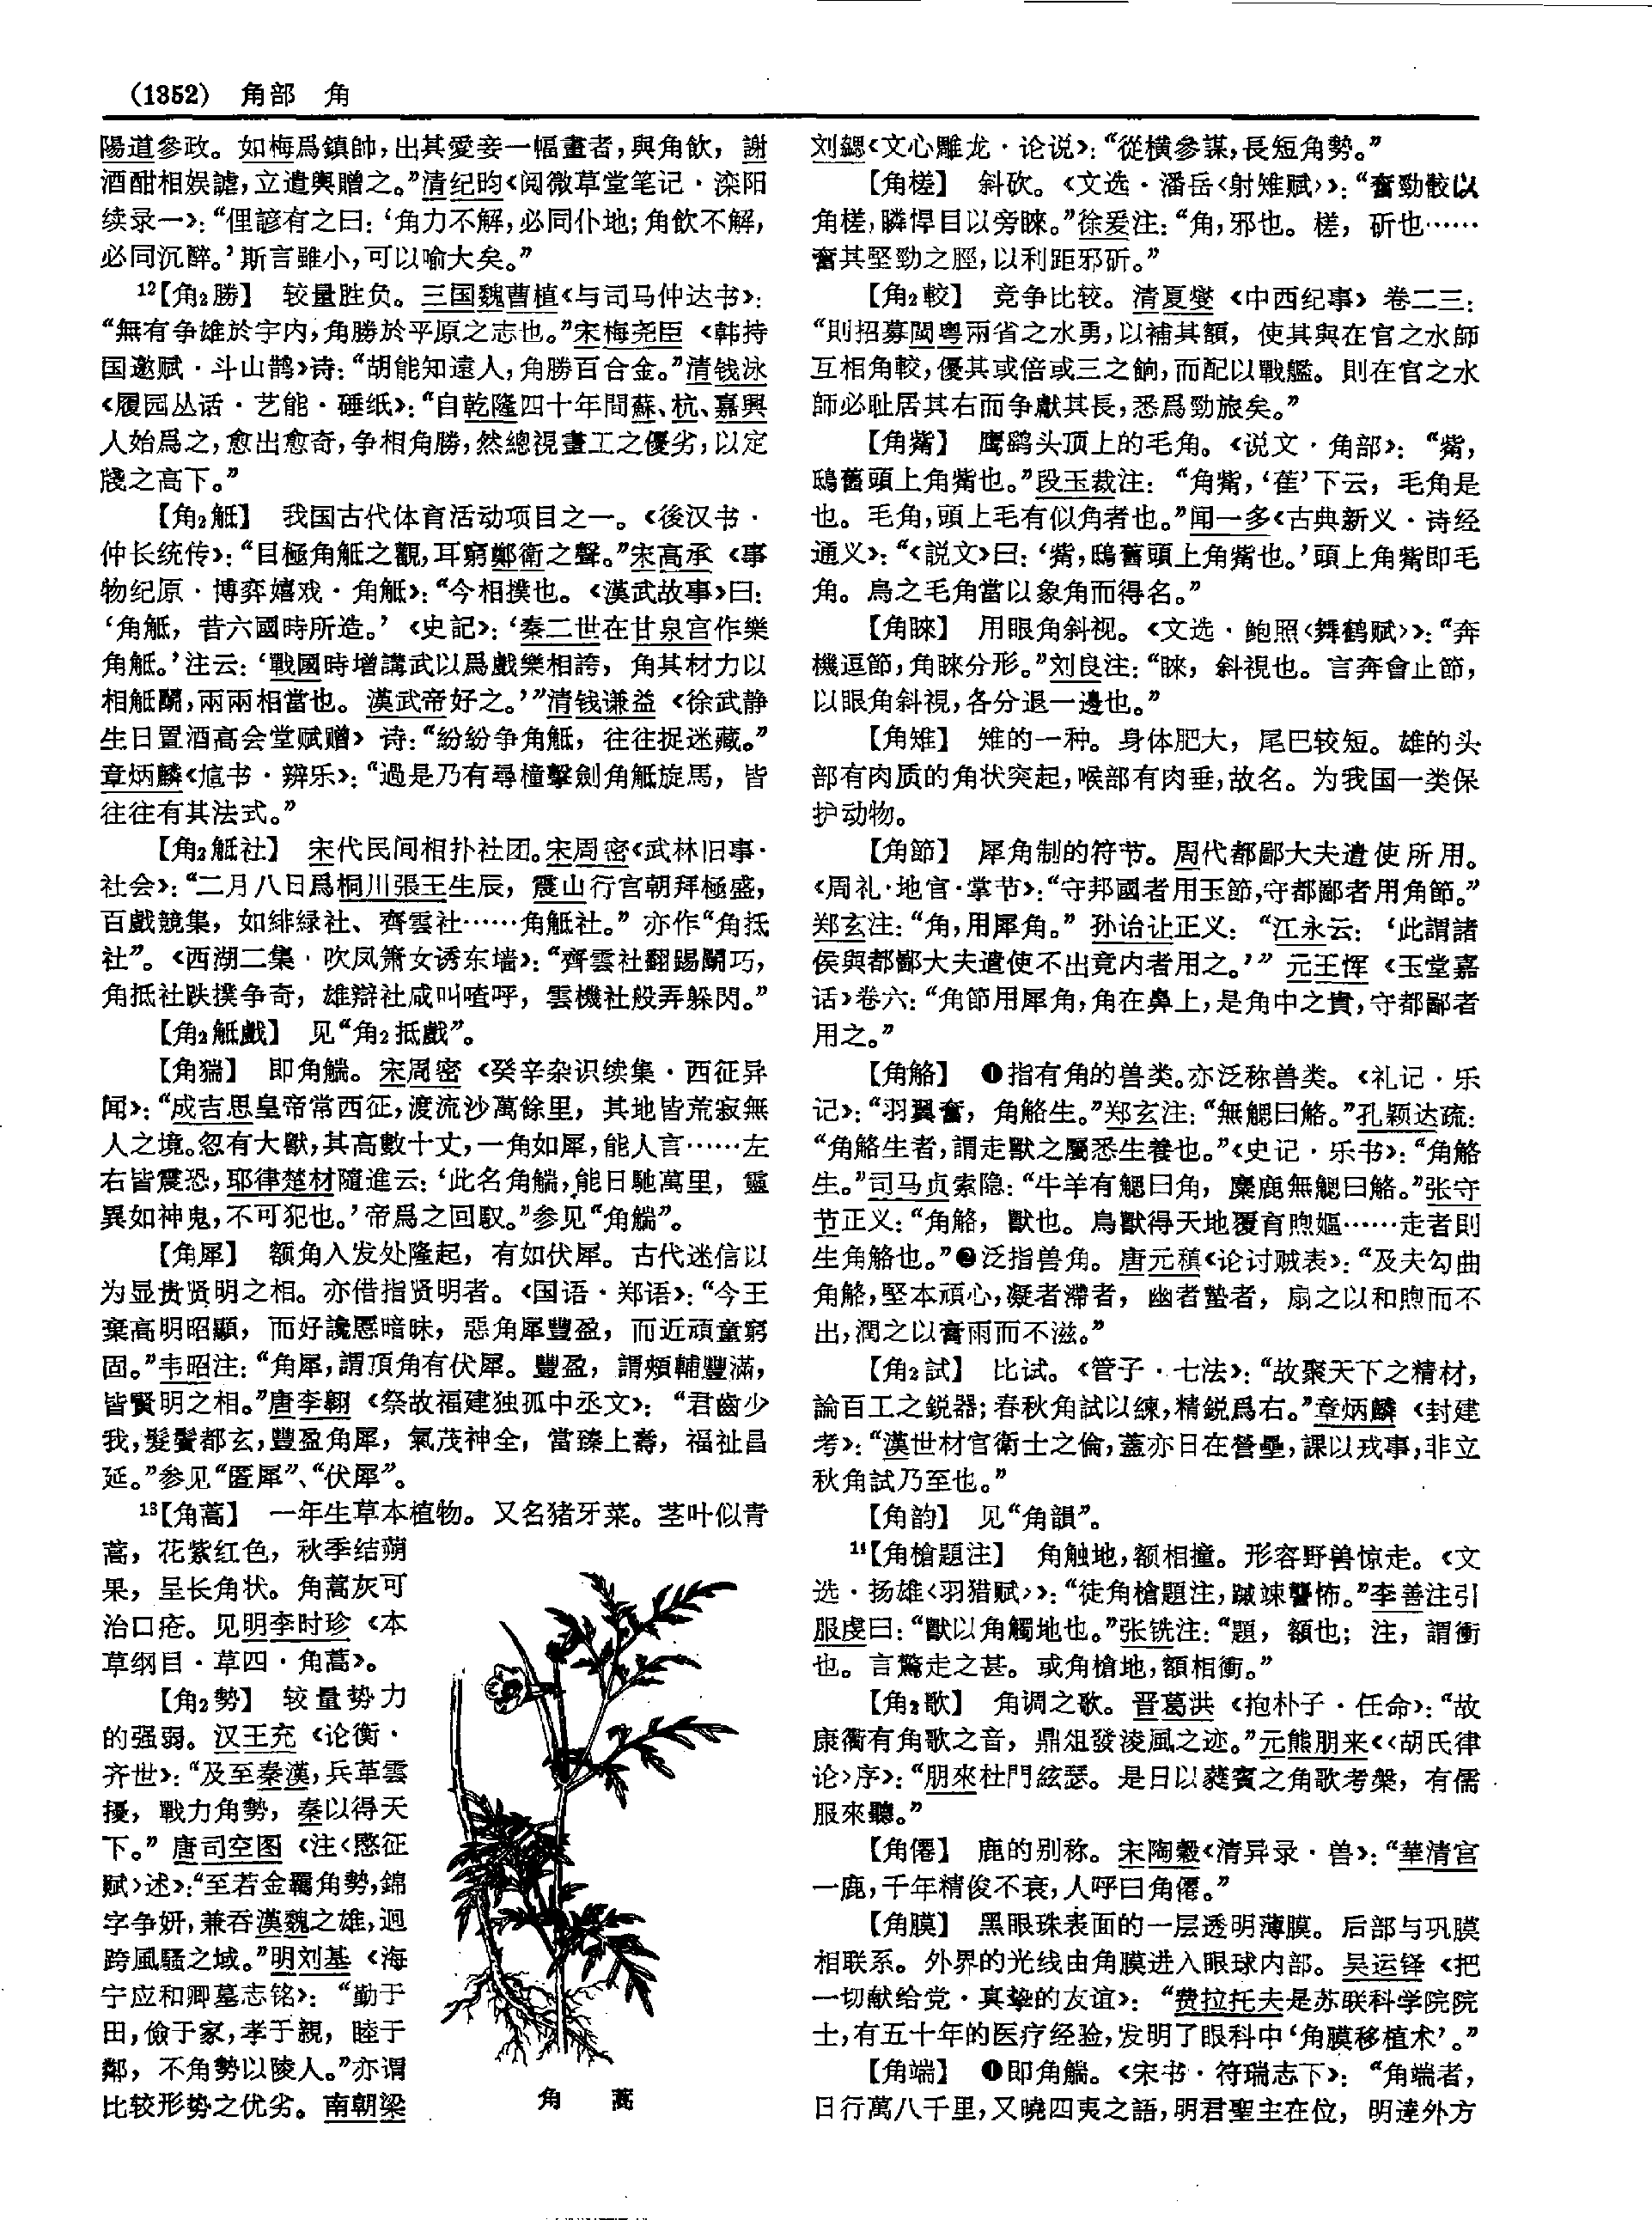 (1352) 角部 角
陽道参政。如梅爲鎮帥，出其愛妾一幅畫者，與角飲，謝
酒酣相娱謔，立遣輿贈之。”清纪昀《阅微草堂笔记·滦阳
续录一》：“俚諺有之曰：‘角力不解，必同仆地；角飲不解，
必同沉醉。’斯言雖小，可以喻大矣。”
12【角2勝】 较量胜负。三国魏曹植《与司马仲达书》：
“無有争雄於宇内，角勝於平原之志也。”宋梅尧臣《韩持
国邀赋·斗山鹊》诗：“胡能知遠人，角勝百合金。”清钱泳
《履园丛话·艺能·硾纸》：“自乾隆四十年間蘇、杭、嘉興
人始爲之，愈出愈奇，争相角勝，然總視畫工之優劣，以定
牋之高下。”
【角2觝】 我国古代体育活动项目之一。《後汉书·
仲长统传》：“目極角觝之觀，耳窮鄭衛之聲。”宋高承《事
物纪原·博弈嬉戏·角觝》：“今相撲也。《漢武故事》曰：
‘角觝，昔六國時所造。’《史記》：‘秦二世在甘泉宫作樂
角觝。’注云：‘戰國時增講武以爲戲樂相誇，角其材力以
相觝鬭，兩兩相當也。漢武帝好之。’”清钱谦益《徐武静
生日置酒高会堂赋赠》诗：“紛紛争角觝，往往捉迷藏。”
章炳麟《訄书·辨乐》：“過是乃有尋橦擊劍角觝旋馬，皆
往往有其法式。”
【角2觝社】 宋代民间相扑社团。宋周密《武林旧事·
社会》：“二月八日爲桐川張王生辰，震山行宫朝拜極盛，
百戲競集，如緋緑社、齊雲社……角觝社。”亦作“角抵
社”。《西湖二集·吹凤箫女诱东墙》：“齊雲社翻踢鬭巧，
角抵社跌撲争奇，雄辯社咸叫喳呼，雲機社般弄躲閃。”
【角2觝戲】 见“角2抵戲”。
【角猯】 即角觿。宋周密《癸辛杂识续集·西征异
闻》：“成吉思皇帝常西征，渡流沙萬餘里，其地皆荒寂無
人之境。忽有大獸，其高數十丈，一角如犀，能人言……左
右皆震恐，耶律楚材隨進云：‘此名角觿，能日馳萬里，靈
異如神鬼，不可犯也。’帝爲之回馭。”参见“角觿”。
【角犀】 额角入发处隆起，有如伏犀。古代迷信以
为显贵贤明之相。亦借指贤明者。《国语·郑语》：“今王
棄高明昭顯，而好讒慝暗昧，惡角犀豐盈，而近頑童窮
固。”韦昭注：“角犀，謂頂角有伏犀。豐盈，謂頰輔豐滿，
皆賢明之相。”唐李翱《祭故福建独孤中丞文》：“君齒少
我，髮鬢都玄，豐盈角犀，氣茂神全，當臻上壽，福祉昌
延。”参见“匿犀”、“伏犀”。
13【角蒿】 一年生草本植物。又名猪牙菜。茎叶似青
蒿，花紫红色，秋季结蒴
果，呈长角状。角蒿灰可
治口疮。见明李时珍《本
草纲目·草四·角蒿》。
【角2勢】 较量势力
的强弱。汉王充《论衡·
齐世》：“及至秦漢，兵革雲
擾，戰力角勢，秦以得天
下。”唐司空图《注〈愍征
赋〉述》：“至若金羈角勢，錦
字争妍，兼吞漢魏之雄，迥
跨風騷之域。”明刘基《海
宁应和卿墓志铭》：“勤于
田，儉于家，孝于親，睦于
鄰，不角勢以陵人。”亦谓
比较形势之优劣。南朝梁
角 蒿
刘勰《文心雕龙·论说》：“從横參謀，長短角勢。”
【角槎】 斜砍。《文选·潘岳〈射雉赋〉》：“奮勁骹以
角槎，瞵悍目以旁睞。”徐爰注：“角，邪也。槎，斫也……
奮其堅勁之脛，以利距邪斫。”
【角2較】 竞争比较。清夏燮《中西纪事》卷二三：
“則招募閩粤兩省之水勇，以補其額，使其與在官之水師
互相角較，優其或倍或三之餉，而配以戰艦。則在官之水
師必耻居其右而争獻其長，悉爲勁旅矣。”
【角觜】 鹰鹞头顶上的毛角。《说文·角部》：“觜，
鴟舊頭上角觜也。”段玉裁注：“角觜，‘萑’下云，毛角是
也。毛角，頭上毛有似角者也。”闻一多《古典新义·诗经
通义》：“《説文》曰：‘觜，鴟舊頭上角觜也。’頭上角觜即毛
角。鳥之毛角當以象角而得名。”
【角睞】 用眼角斜视。《文选·鲍照〈舞鹤赋〉》：“奔
機逗節，角睞分形。”刘良注：“睞，斜視也。言奔會止節，
以眼角斜視，各分退一邊也。”
【角雉】 雉的一种。身体肥大，尾巴较短。雄的头
部有肉质的角状突起，喉部有肉垂，故名。为我国一类保
护动物。
【角節】 犀角制的符节。周代都鄙大夫遣使所用。
《周礼·地官·掌节》：“守邦國者用玉節，守都鄙者用角節。”
郑玄注：“角，用犀角。”孙诒让正义：“江永云：‘此謂諸
侯與都鄙大夫遣使不出竟内者用之。’”元王恽《玉堂嘉
话》卷六：“角節用犀角，角在鼻上，是角中之貴，守都鄙者
用之。”
【角觡】 ❶指有角的兽类。亦泛称兽类。《礼记·乐
记》：“羽翼奮，角觡生。”郑玄注：“無䚡曰觡。”孔颖达疏：
“角觡生者，謂走獸之屬悉生養也。”《史记·乐书》：“角觡
生。”司马贞索隐：“牛羊有䚡曰角，麋鹿無䚡曰觡。”张守
节正义：“角觡，獸也。鳥獸得天地覆育煦嫗……走者則
生角觡也。”❷泛指兽角。唐元稹《论讨贼表》：“及夫勾曲
角觡，堅本頑心，凝者滯者，幽者蟄者，扇之以和煦而不
出，潤之以膏雨而不滋。”
【角2試】 比试。《管子·七法》：“故聚天下之精材，
論百工之鋭器；春秋角試以練，精鋭爲右。”章炳麟《封建
考》：“漢世材官衛士之倫，蓋亦日在營壘，課以戎事，非立
秋角試乃至也。”
【角韵】 见“角韻”。
14【角槍題注】 角触地，额相撞。形容野兽惊走。《文
选·扬雄〈羽猎赋〉》：“徒角槍題注，蹴竦讋怖。”李善注引
服虔曰：“獸以角觸地也。”张铣注：“題，額也；注，謂衝
也。言驚走之甚。或角槍地，額相衝。”
【角2歌】 角调之歌。晋葛洪《抱朴子·任命》：“故
康衢有角歌之音，鼎俎發淩風之迹。”元熊朋来《〈胡氏律
论〉序》：“朋來杜門絃瑟。是日以蕤賓之角歌考槃，有儒
服來聽。”
【角僊】 鹿的别称。宋陶穀《清异录·兽》：“華清宫
一鹿，千年精俊不衰，人呼曰角僊。”
【角膜】 黑眼珠表面的一层透明薄膜。后部与巩膜
相联系。外界的光线由角膜进入眼球内部。吴运铎《把
一切献给党·真挚的友谊》：“费拉托夫是苏联科学院院
士，有五十年的医疗经验，发明了眼科中‘角膜移植术’。”
【角端】 ❶即角觿。《宋书·符瑞志下》：“角端者，
日行萬八千里，又曉四夷之語，明君聖主在位，明達外方